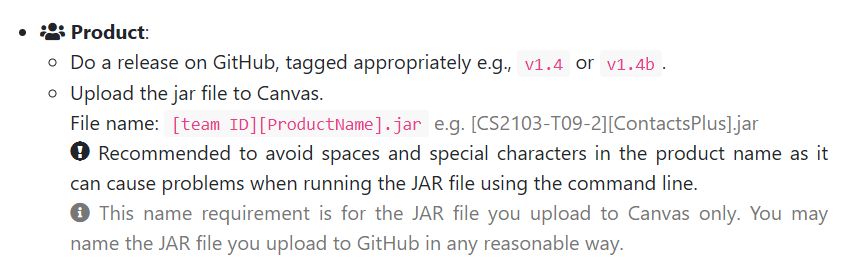 Product:
Do a release on GitHub, tagged appropriately e.g., v1.4 or v1.4b.
Upload the jar file to Canvas.
File name: [team ID][ProductName].jar e.g. [CS2103-T09-2][ContactsPlus].jar
Recommended to avoid spaces and special characters in the product name as it
can cause problems when running the JAR file using the command line.
This name requirement is for the JAR file you upload to Canvas only. You may
name the JAR file you upload to GitHub in any reasonable way.